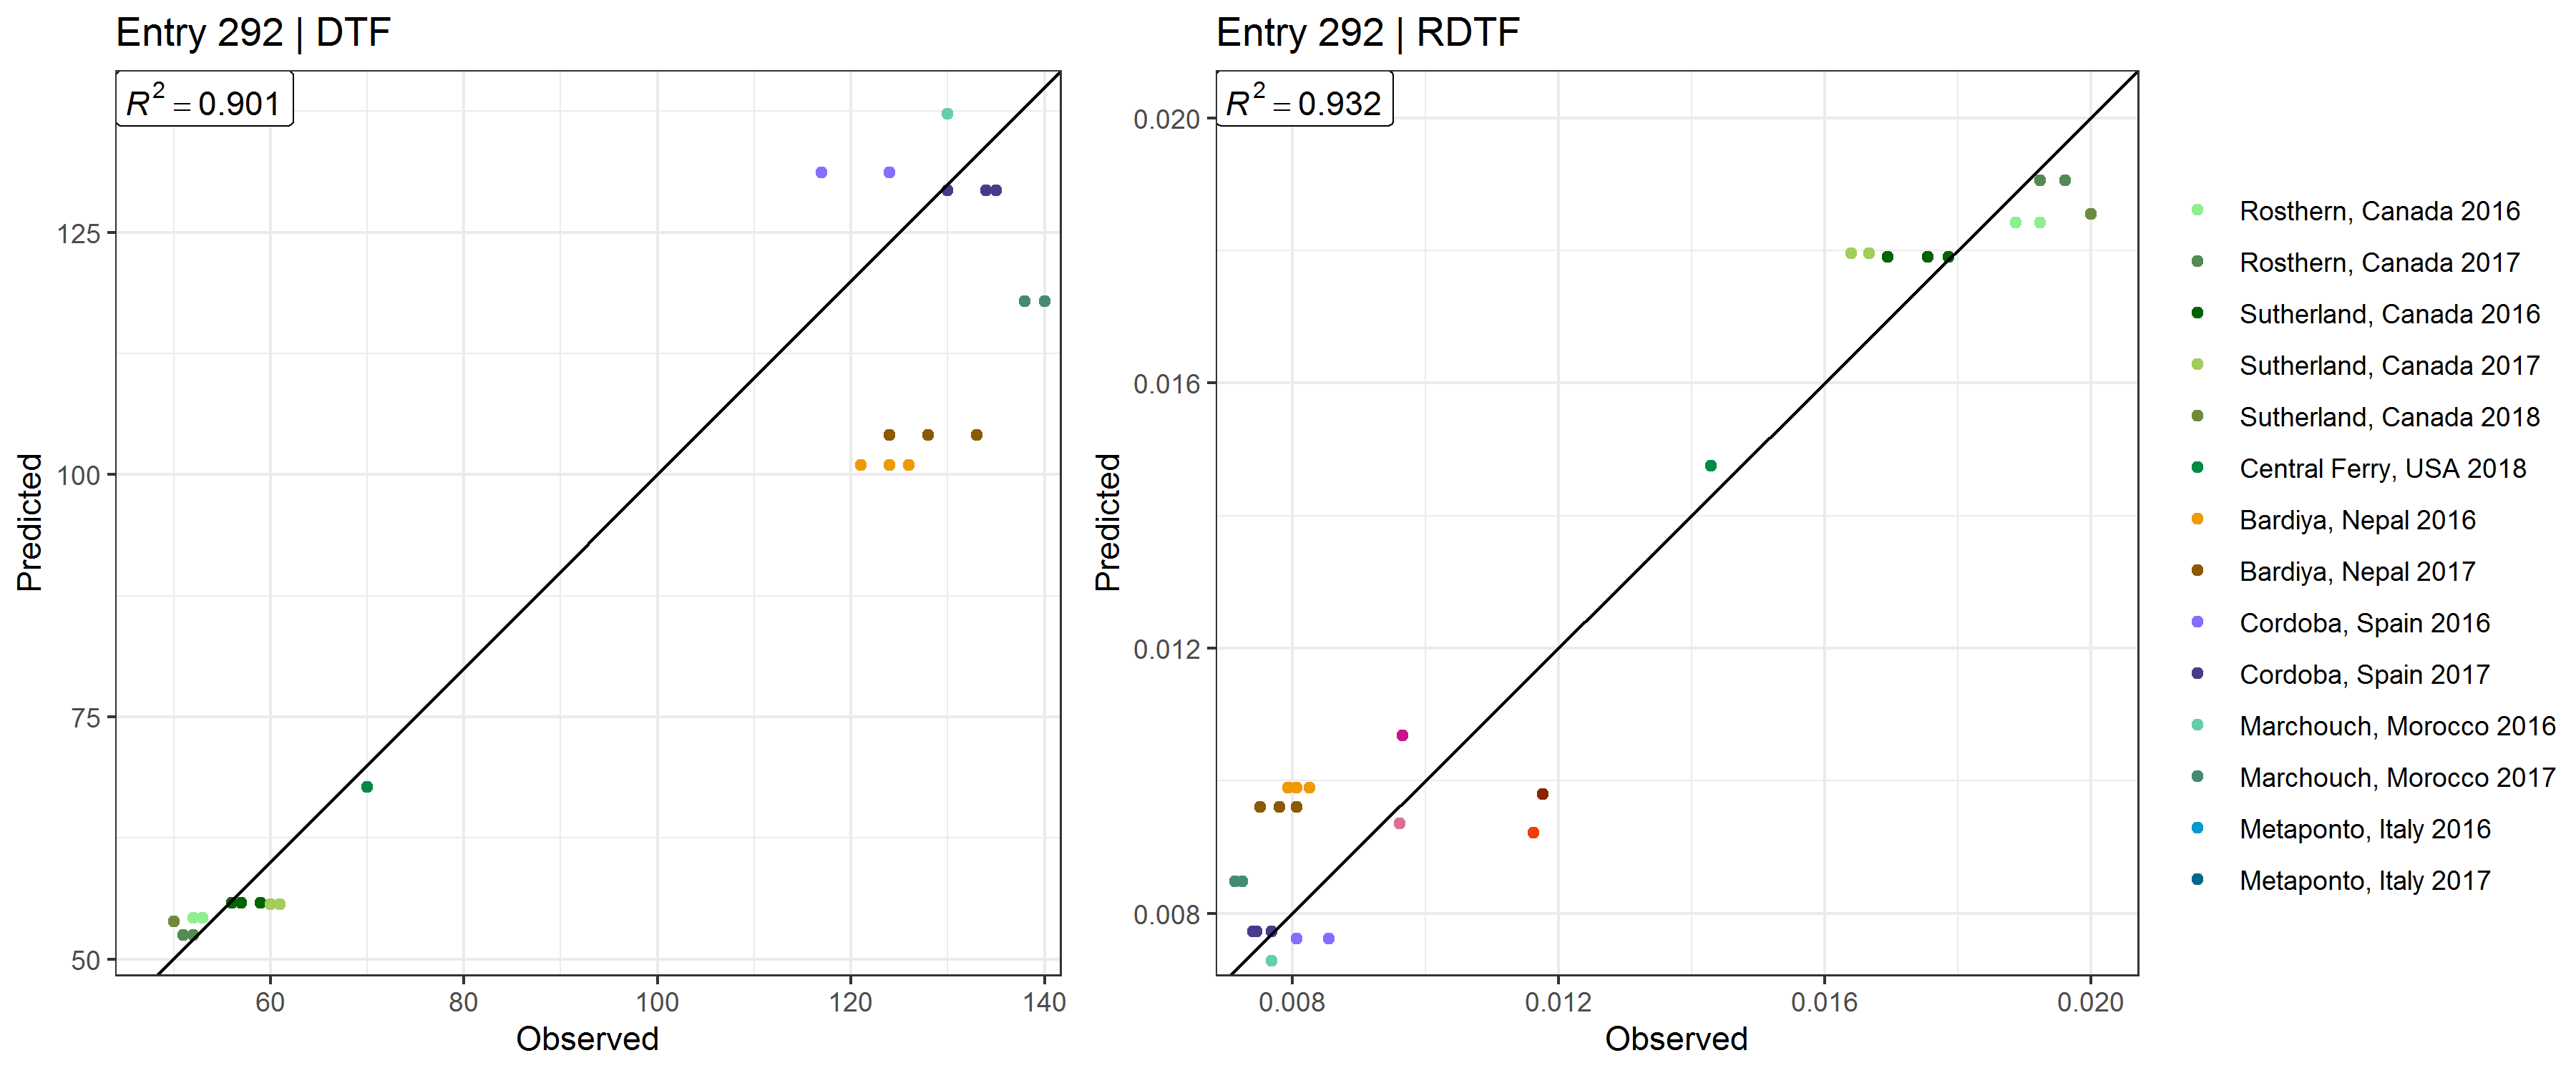 Entry 292 | DTF
R² = 0.901
125
100
75
50
Predicted
60 80 100 120 140
Observed
Entry 292 | RDTF
R² = 0.932
0.020
0.016
0.012
0.008
Predicted
0.008 0.012 0.016 0.020
Observed
Rosthern, Canada 2016
Rosthern, Canada 2017
Sutherland, Canada 2016
Sutherland, Canada 2017
Sutherland, Canada 2018
Central Ferry, USA 2018
Bardiya, Nepal 2016
Bardiya, Nepal 2017
Cordoba, Spain 2016
Cordoba, Spain 2017
Marchouch, Morocco 2016
Marchouch, Morocco 2017
Metaponto, Italy 2016
Metaponto, Italy 2017